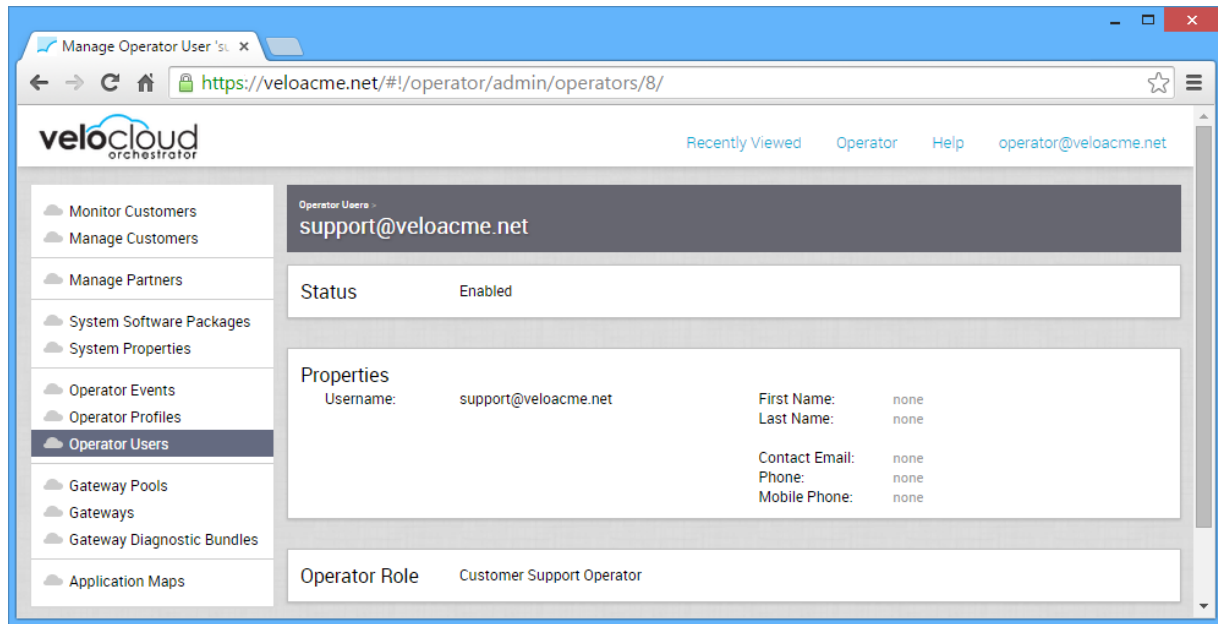 Manage Operator User 'su
https://veloacme.net/#!/operator/admin/operators/8/
velocloud
orchestrator
Recently Viewed Operator Help operator@veloacme.net
Monitor Customers
Manage Customers
Manage Partners
System Software Packages
System Properties
Operator Events
Operator Profiles
Operator Users
Gateway Pools
Gateways
Gateway Diagnostic Bundles
Application Maps
Operator Users >
support@veloacme.net
Status Enabled
Properties
Username: support@veloacme.net
First Name: none
Last Name: none
Contact Email: none
Phone: none
Mobile Phone: none
Operator Role Customer Support Operator